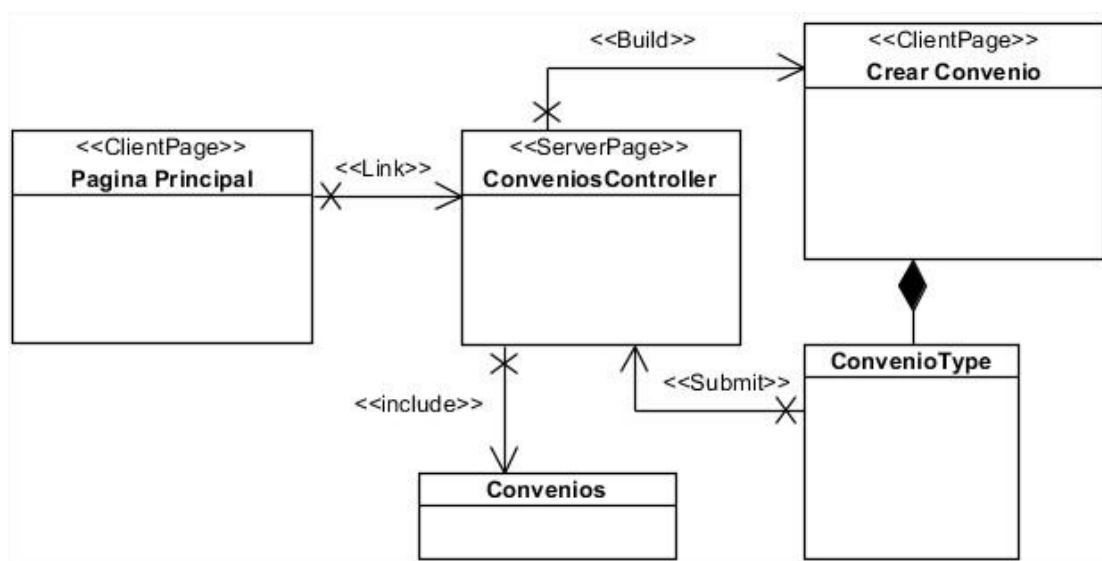 <<Build>>
<<ClientPage>>
Crear Convenio
<<ClientPage>>
Pagina Principal
<<Link>>
<<ServerPage>>
ConveniosController
<<include>>
<<Submit>>
ConvenioType
Convenios